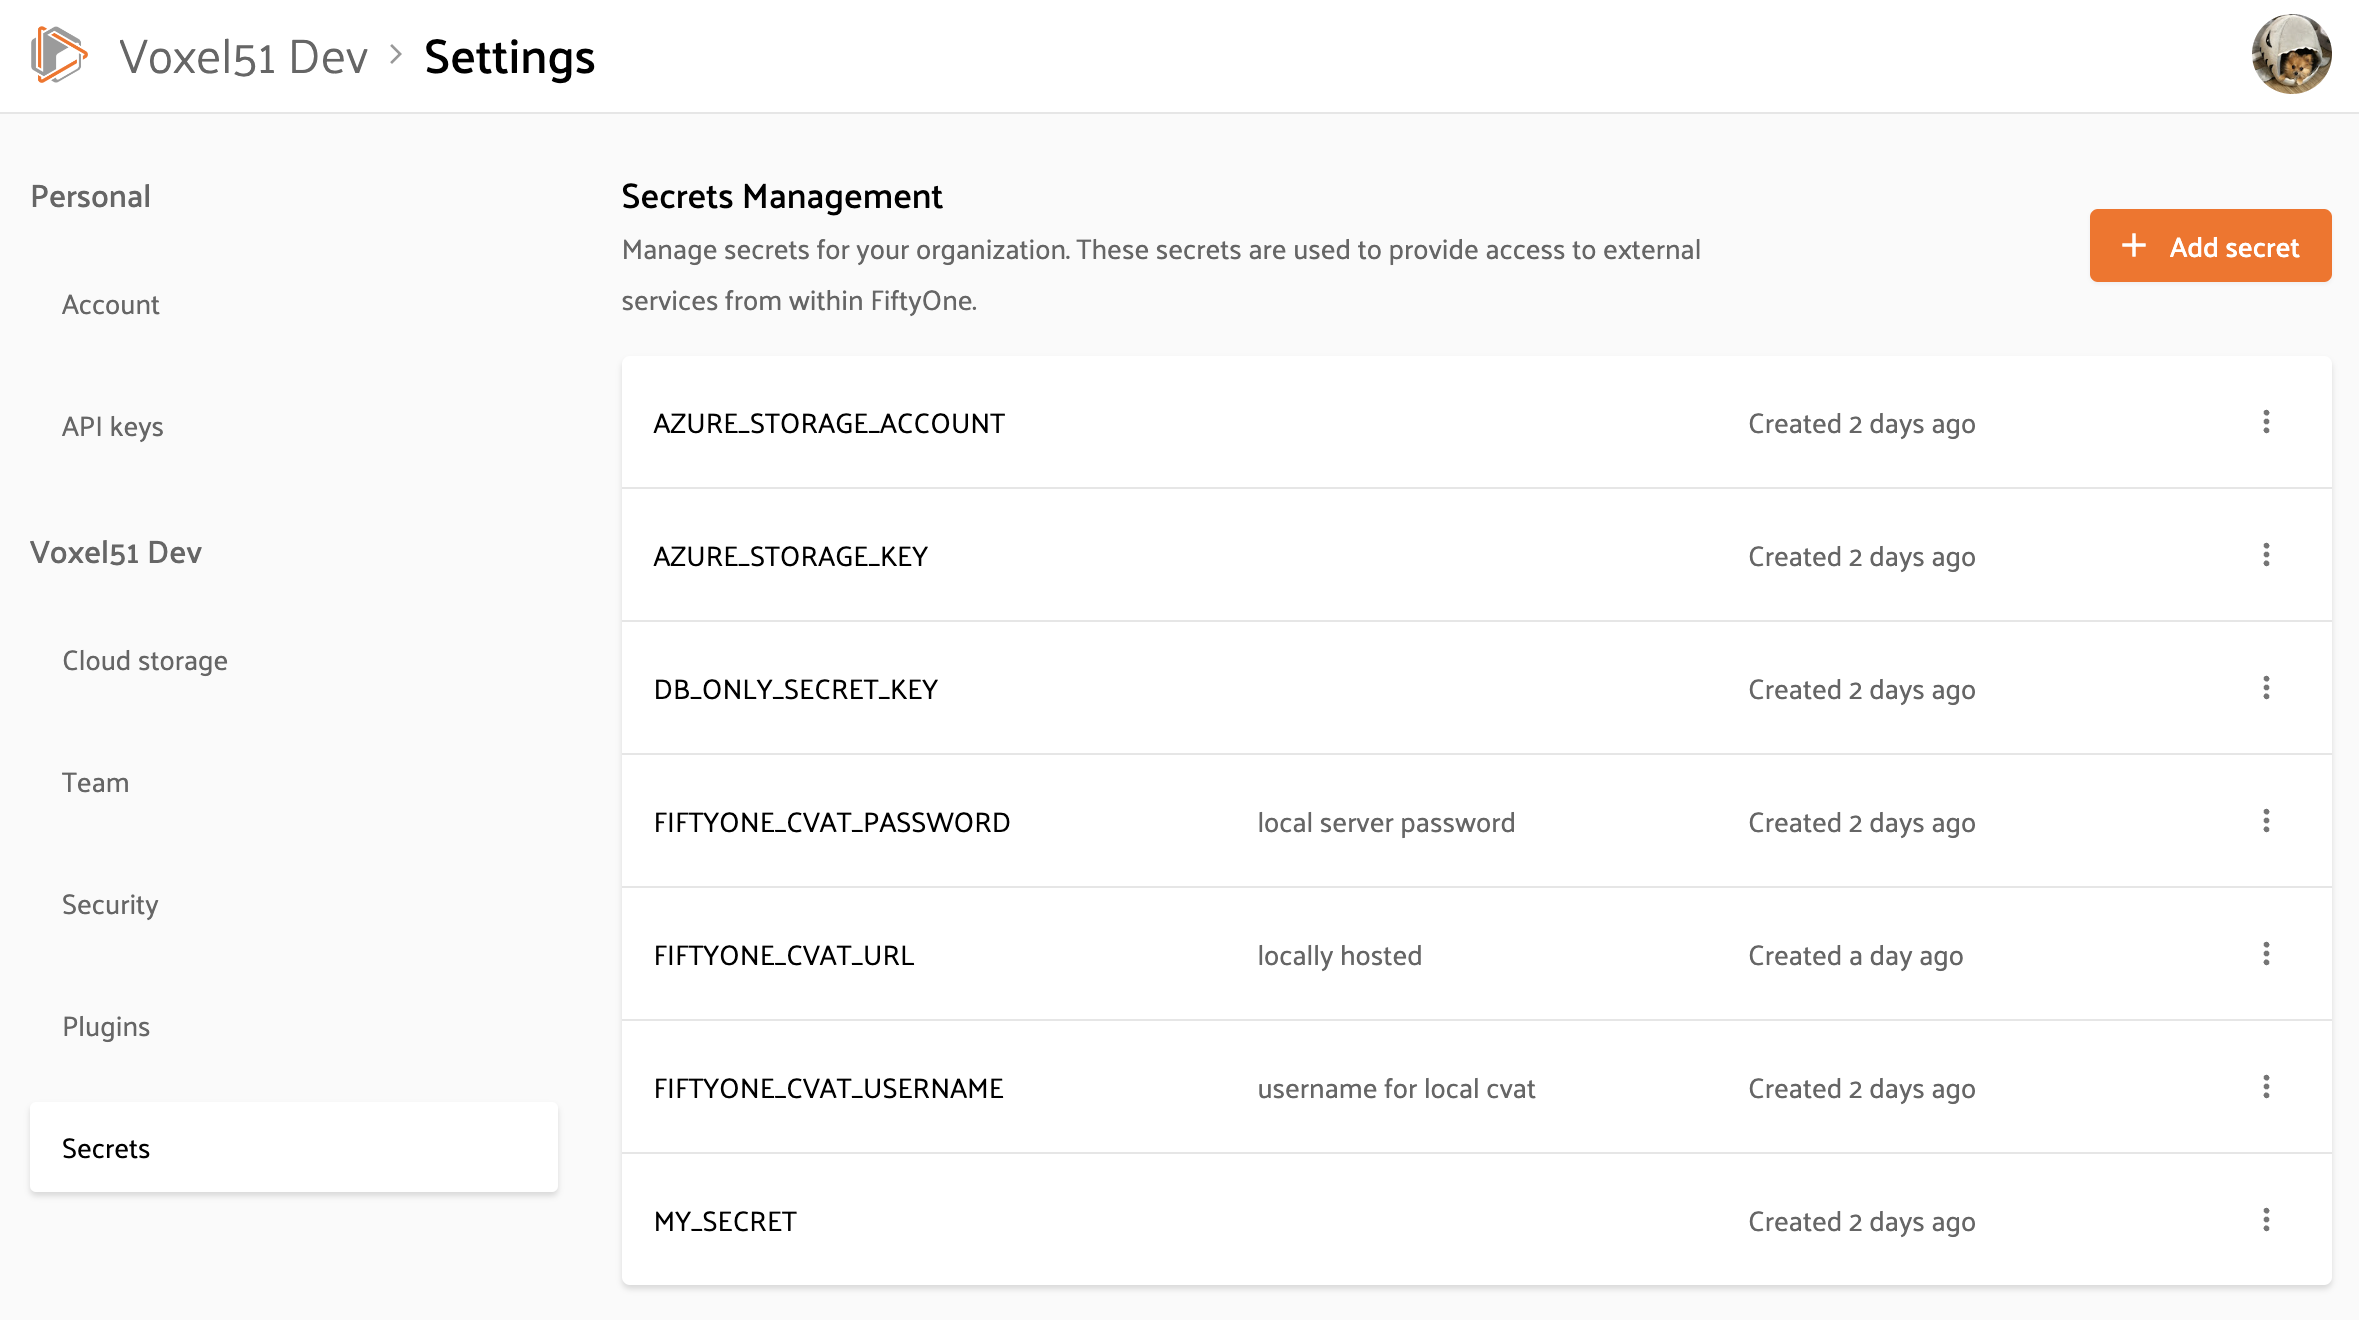 Voxel51 Dev > Settings
Personal
Account
API keys
Voxel51 Dev
Cloud storage
Team
Security
Plugins
Secrets
Secrets Management
Manage secrets for your organization. These secrets are used to provide access to external
services from within FiftyOne.
+ Add secret
AZURE_STORAGE_ACCOUNT Created 2 days ago
AZURE_STORAGE_KEY Created 2 days ago
DB_ONLY_SECRET_KEY Created 2 days ago
FIFTYONE_CVAT_PASSWORD local server password Created 2 days ago
FIFTYONE_CVAT_URL locally hosted Created a day ago
FIFTYONE_CVAT_USERNAME username for local cvat Created 2 days ago
MY_SECRET Created 2 days ago